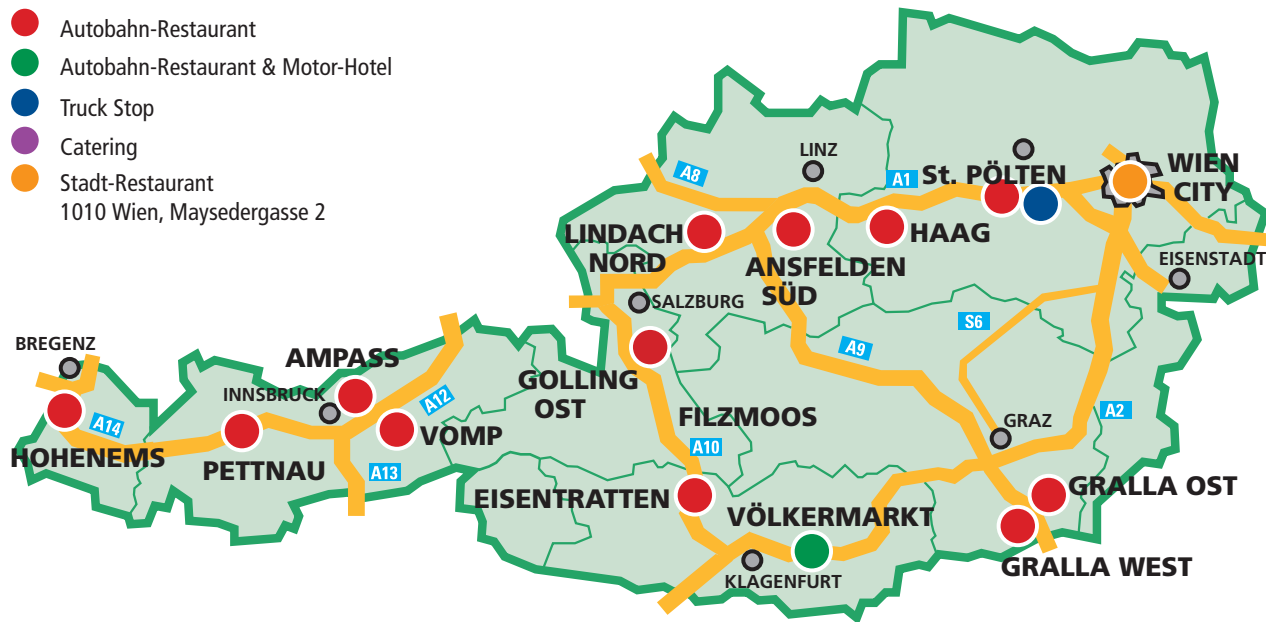 Autobahn-Restaurant
Autobahn-Restaurant & Motor-Hotel
Truck Stop
Catering
Stadt-Restaurant
1010 Wien, Maysedergasse 2
LINZ
A8
A1
St. PÖLTEN
WIEN
CITY
LINDACH
NORD
ANSFELDEN
SÜD
HAAG
EISENSTADT
SALZBURG
S6
A9
BREGENZ
AMPASS
INNSBRUCK
A12
GOLLING
OST
FILZMOOS
GRAZ
A2
A14
HOHENEMS
PETTNAU
VOMP
A13
A10
EISENTRATTEN
VÖLKERMARKT
GRALLA OST
KLAGENFURT
GRALLA WEST